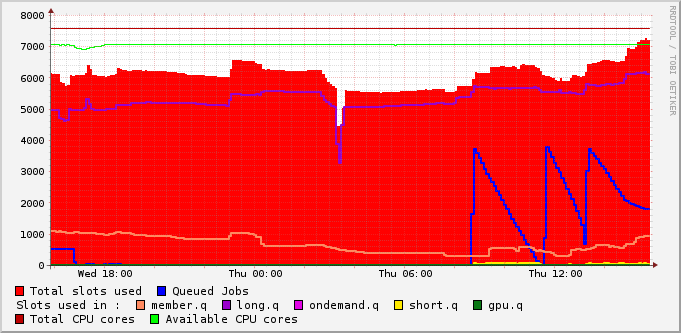 8000
7000
6000
5000
4000
3000
2000
1000
0
Wed 18:00 Thu 00:00 Thu 06:00 Thu 12:00
Total slots used Queued Jobs
Slots used in : member.q long.q ondemand.q short.q gpu.q
Total CPU cores Available CPU cores
RRDTOOL / TOBI OETIKER